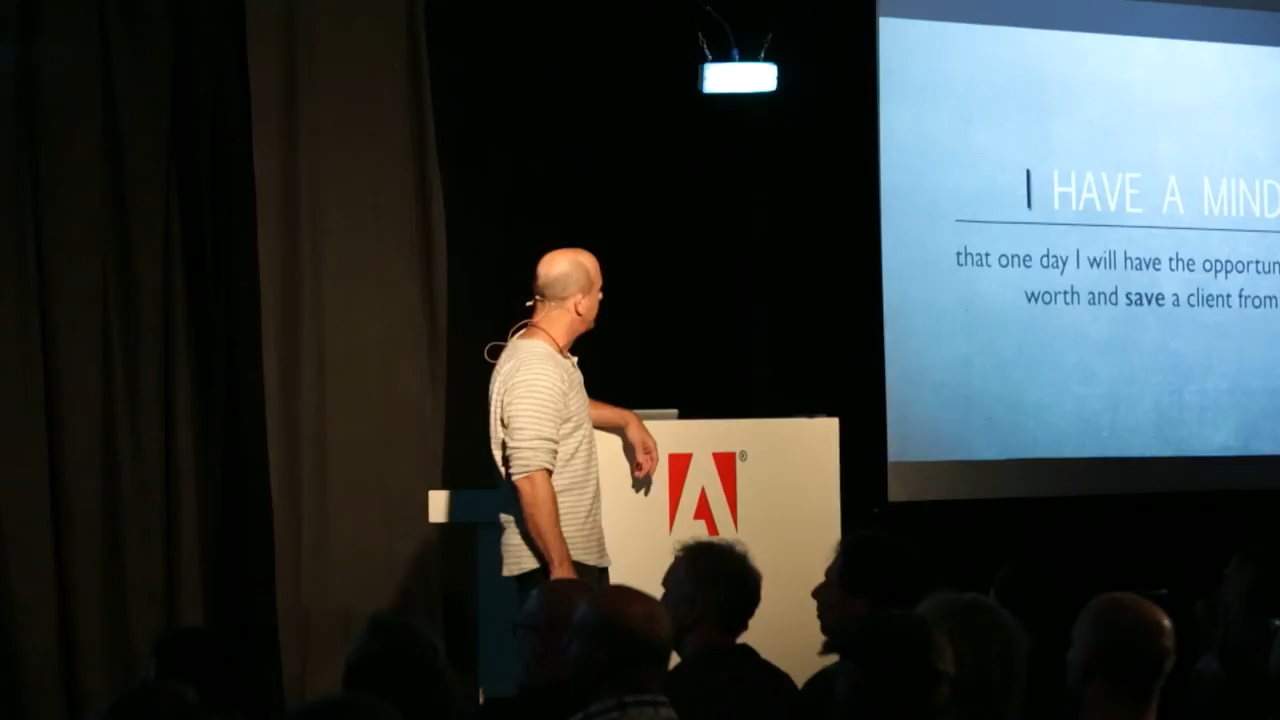 I HAVE A MIND
that one day I will have the opportun
worth and save a client from
®